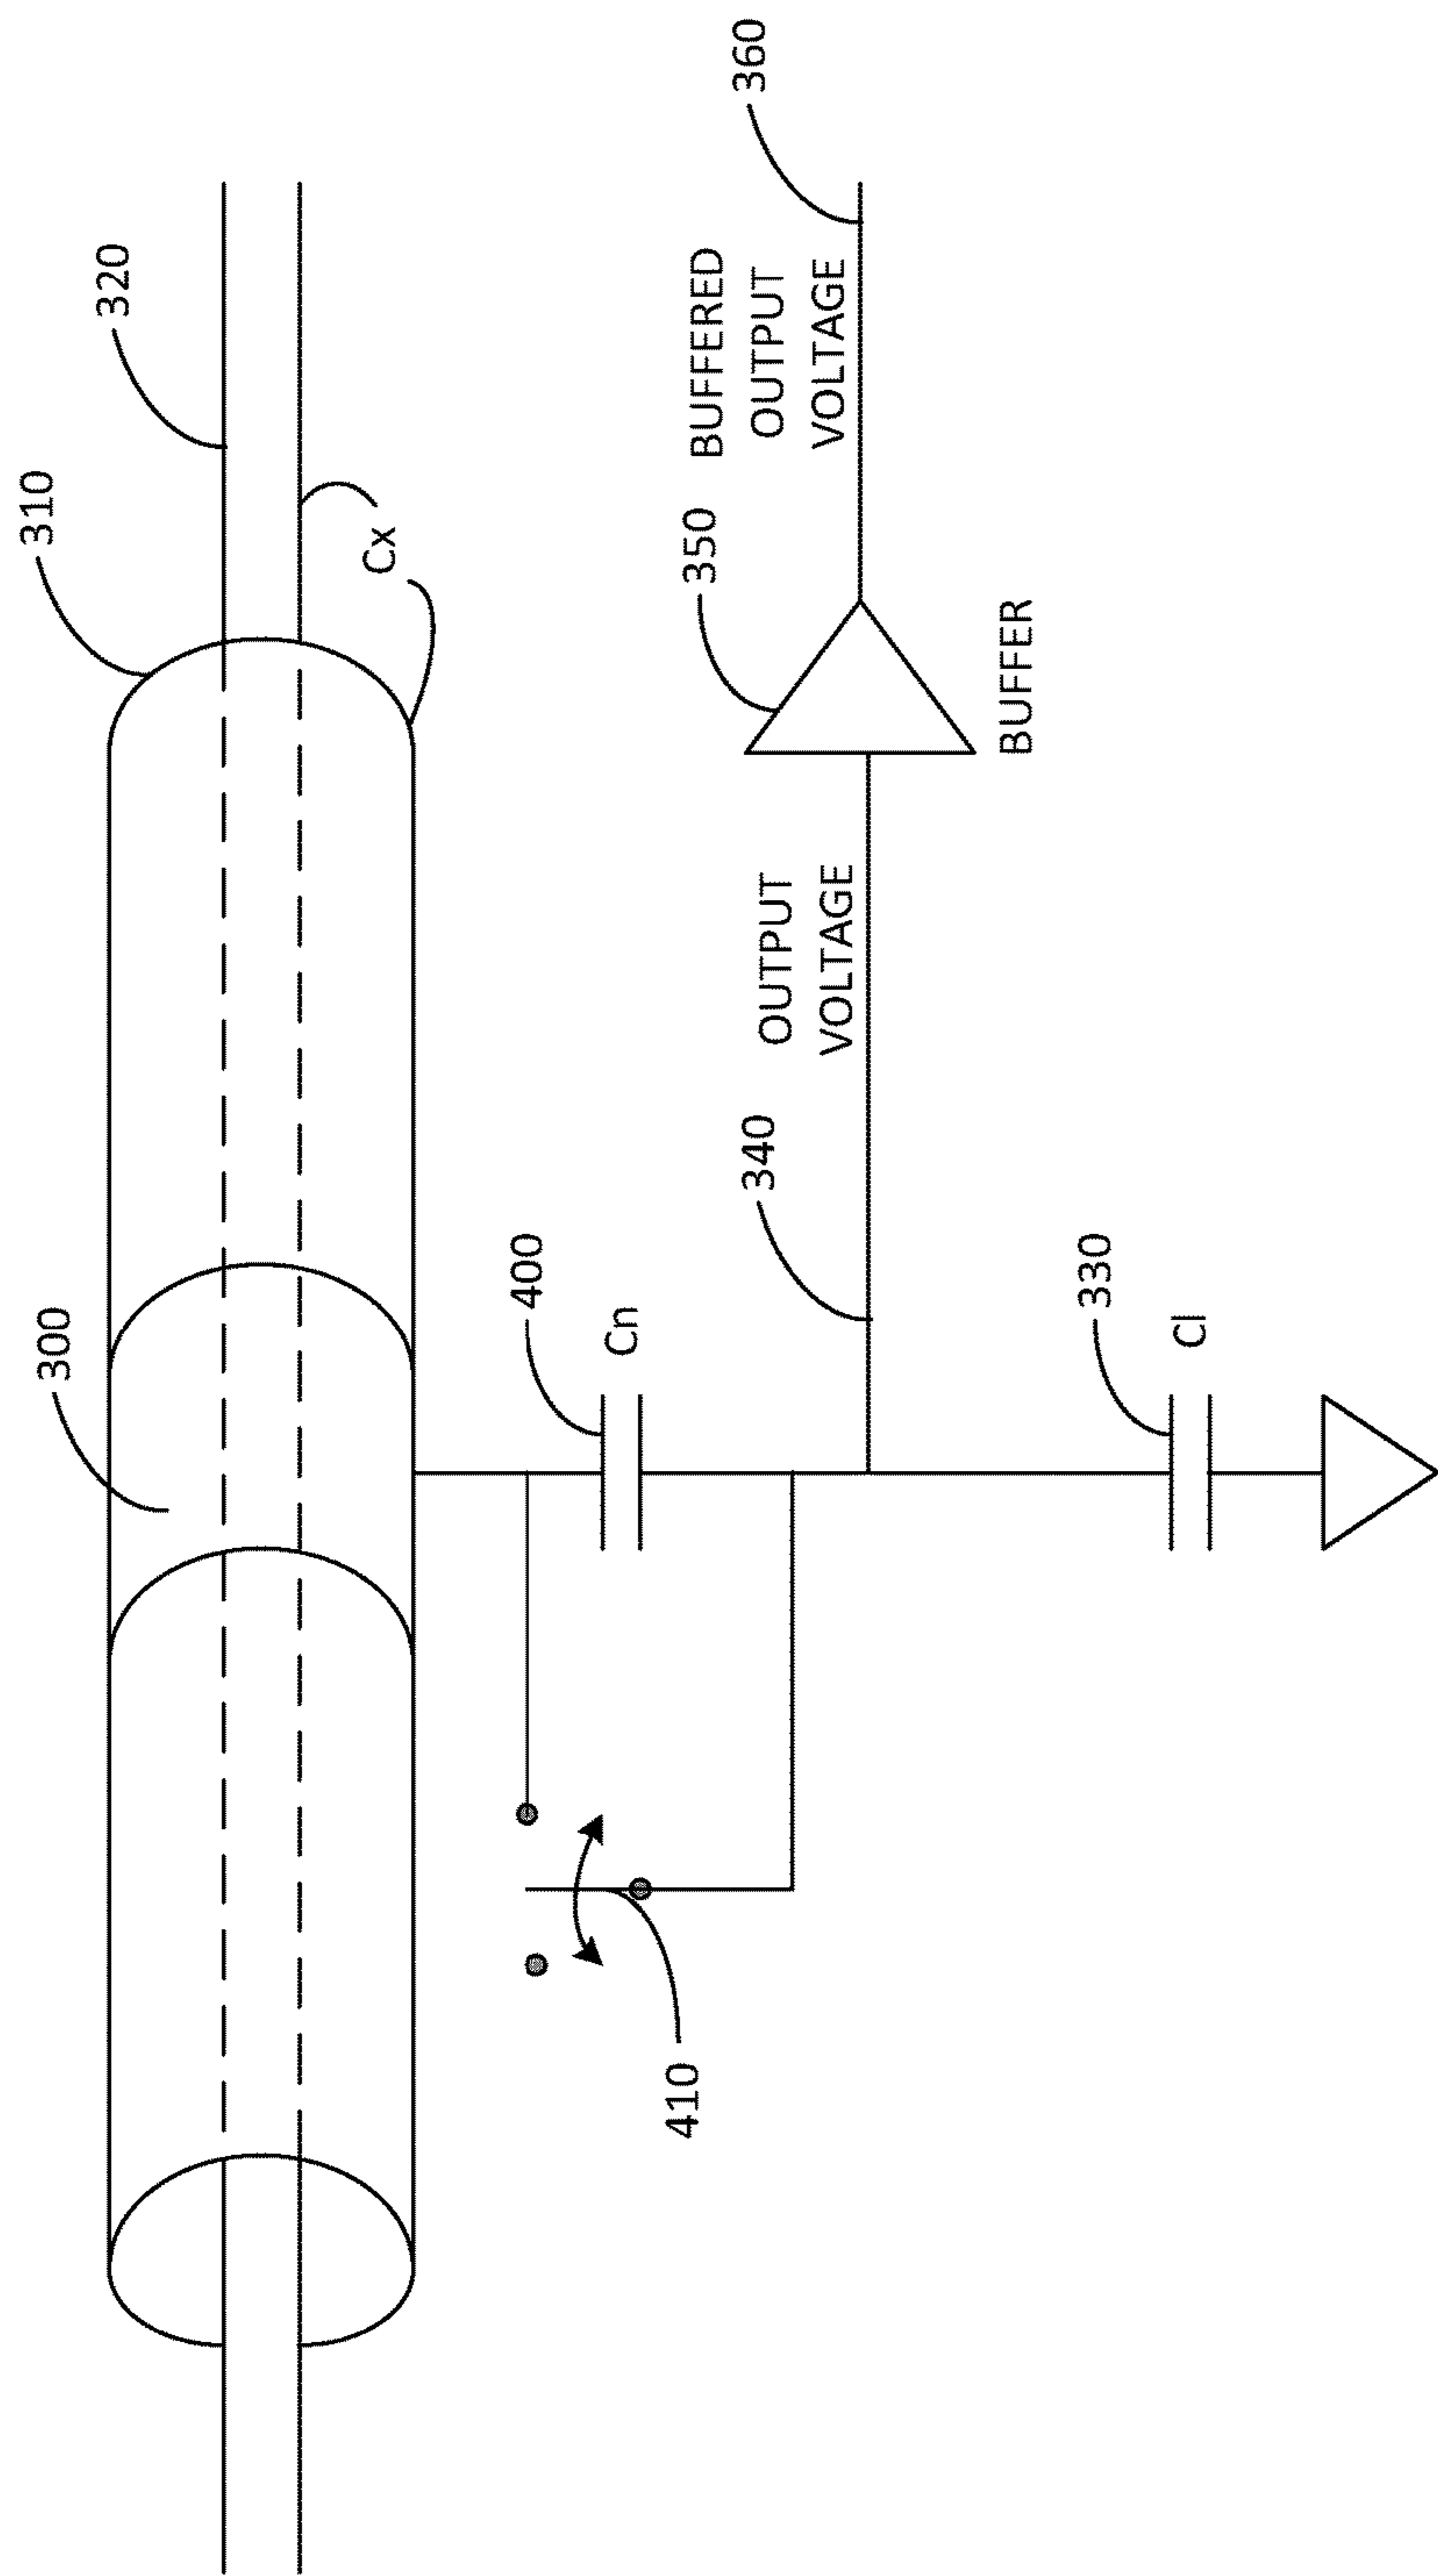 310
320
360
300
Cx
400
Cn
350
BUFFERED
OUTPUT
VOLTAGE
340
OUTPUT
VOLTAGE
BUFFER
410
330
Cl